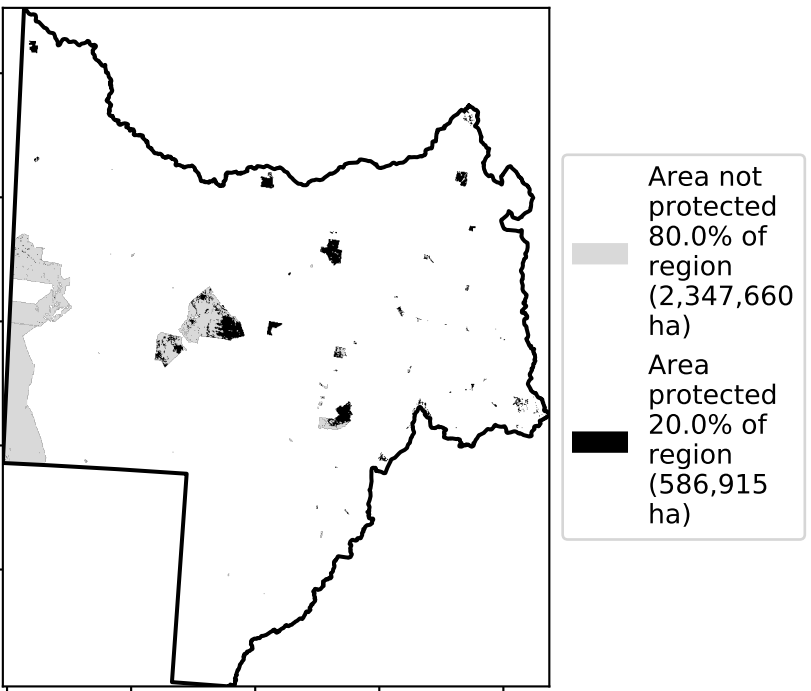 Area not
protected
80.0% of
region
(2,347,660
ha)
Area
protected
20.0% of
region
(586,915
ha)